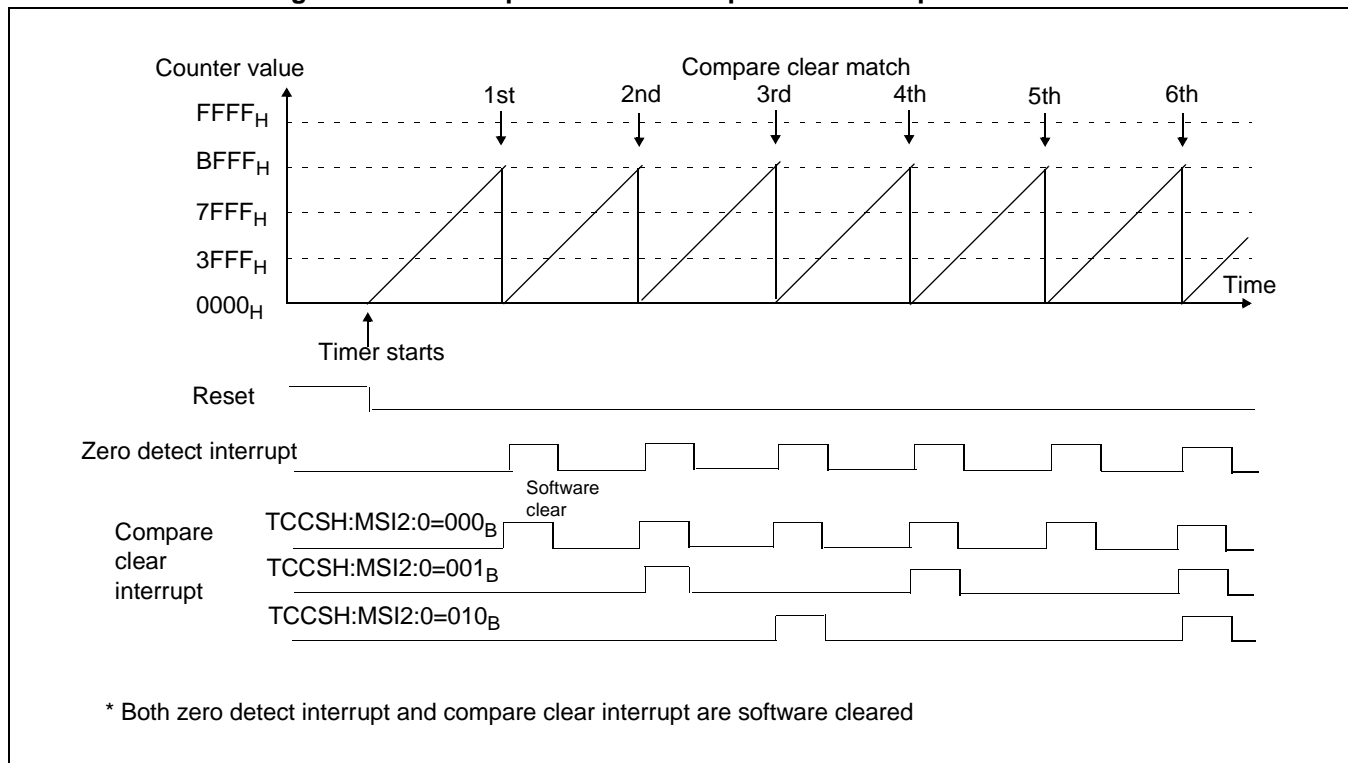 Counter value
Compare clear match
1st 2nd 3rd 4th 5th 6th
FFFFH
BFFFH
7FFFH
3FFFH
0000H
Time
Timer starts
Reset
Zero detect interrupt
Software
clear
Compare
clear
interrupt
TCCSH:MSI2:0=000B
TCCSH:MSI2:0=001B
TCCSH:MSI2:0=010B
* Both zero detect interrupt and compare clear interrupt are software cleared